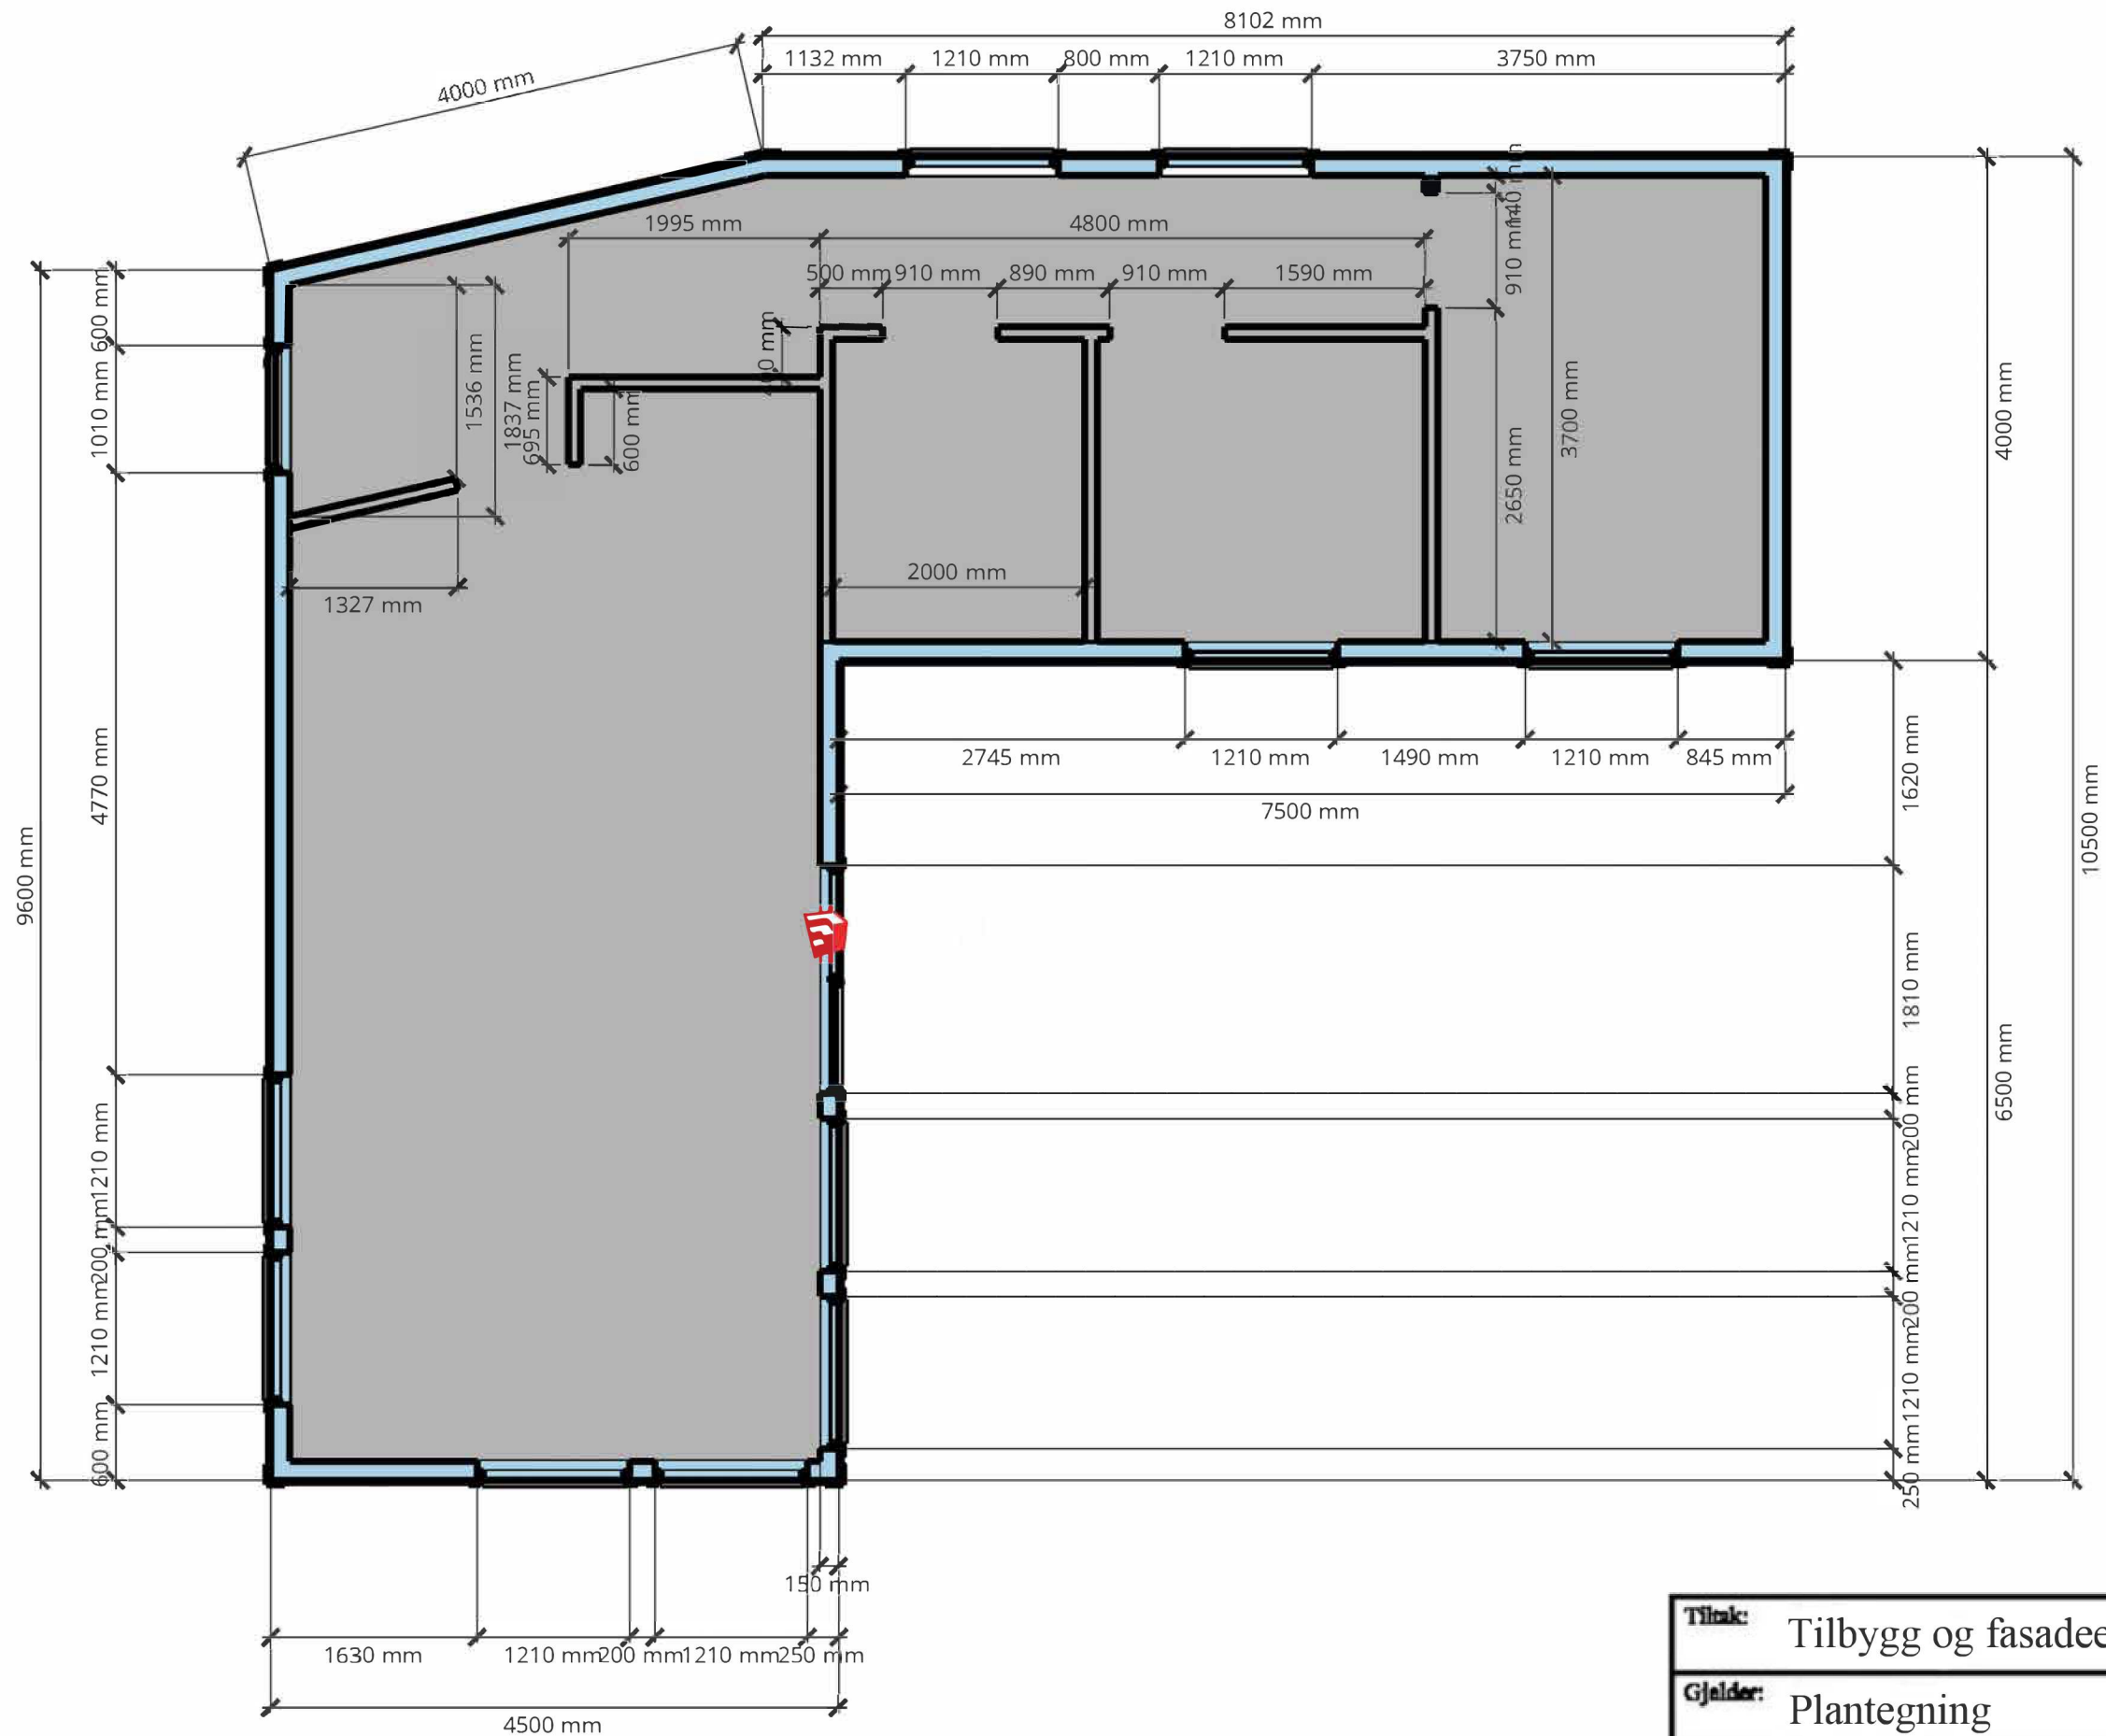 8102 mm
1132 mm 1210 mm 800 mm 1210 mm 3750 mm
4000 mm
1995 mm 4800 mm
500 mm 910 mm 890 mm 910 mm 1590 mm
140 mm
910 mm
2650 mm
3700 mm
4000 mm
600 mm
1010 mm
4770 mm
1210 mm
200 mm
1210 mm
600 mm
9600 mm
1536 mm
1837 mm
695 mm
600 mm
1327 mm
2000 mm
2745 mm 1210 mm 1490 mm 1210 mm 845 mm
7500 mm
1620 mm
1810 mm
200 mm
1210 mm
200 mm
1210 mm
250 mm
6500 mm
10500 mm
150 mm
1630 mm 1210 mm 200 mm 1210 mm 250 mm
4500 mm
Tiltak: Tilbygg og fasadee
Gjelder: Plantegning